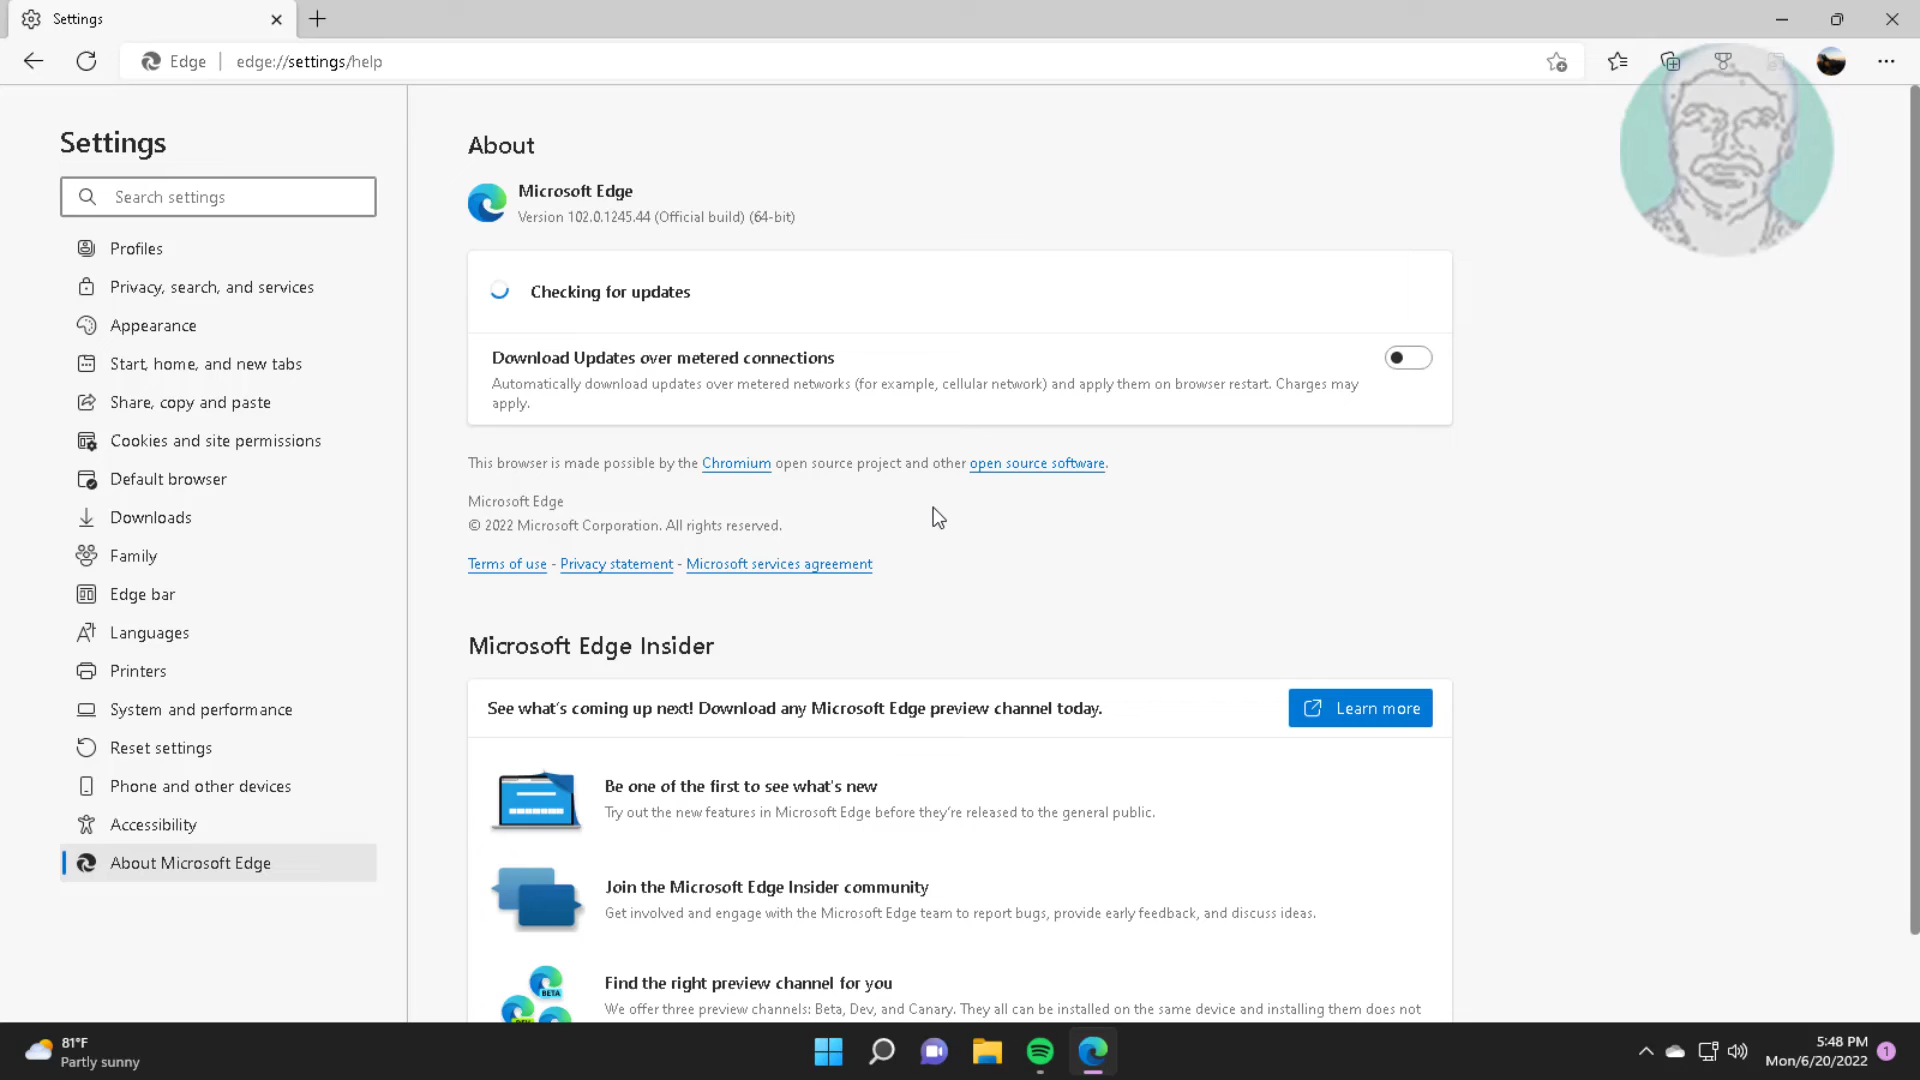 Settings
Edge
edge://settings/help
Settings
Search settings
Profiles
Privacy, search, and services
Appearance
Start, home, and new tabs
Share, copy and paste
Cookies and site permissions
Default browser
Downloads
Family
Edge bar
Languages
Printers
System and performance
Reset settings
Phone and other devices
Accessibility
About Microsoft Edge
About
Microsoft Edge
Version 102.0.1245.44 (Official build) (64-bit)
Checking for updates
Download Updates over metered connections
Automatically download updates over metered networks (for example, cellular network) and apply them on browser restart. Charges may
apply.
This browser is made possible by the Chromium open source project and other open source software.
Microsoft Edge
© 2022 Microsoft Corporation. All rights reserved.
Terms of use - Privacy statement - Microsoft services agreement
Microsoft Edge Insider
See what's coming up next! Download any Microsoft Edge preview channel today.
Learn more
Be one of the first to see what's new
Try out the new features in Microsoft Edge before they're released to the general public.
Join the Microsoft Edge Insider community
Get involved and engage with the Microsoft Edge team to report bugs, provide early feedback, and discuss ideas.
BETA
Find the right preview channel for you
We offer three preview channels: Beta, Dev, and Canary. They all can be installed on the same device and installing them does not
81°F
Partly sunny
5:48 PM
Mon/6/20/2022
1